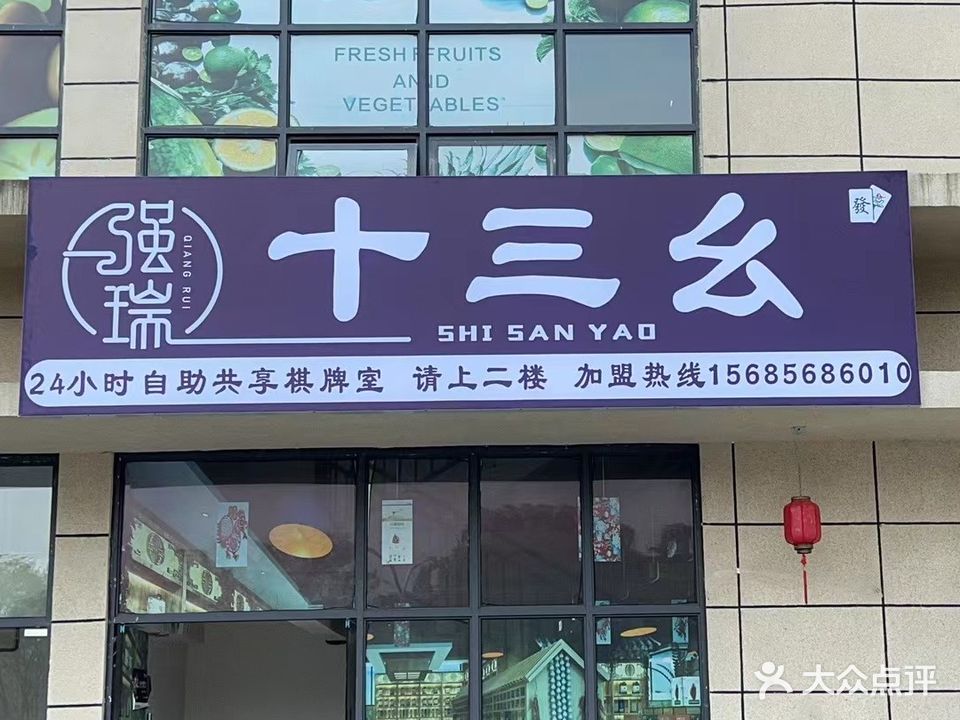 FRESH FRUITS
ANND
VEGETABLES
强瑞
QIANG RUI
十三幺
SHI SAN YAO
發
24小时自助共享棋牌室 请上二楼 加盟热线15685686010
大众点评